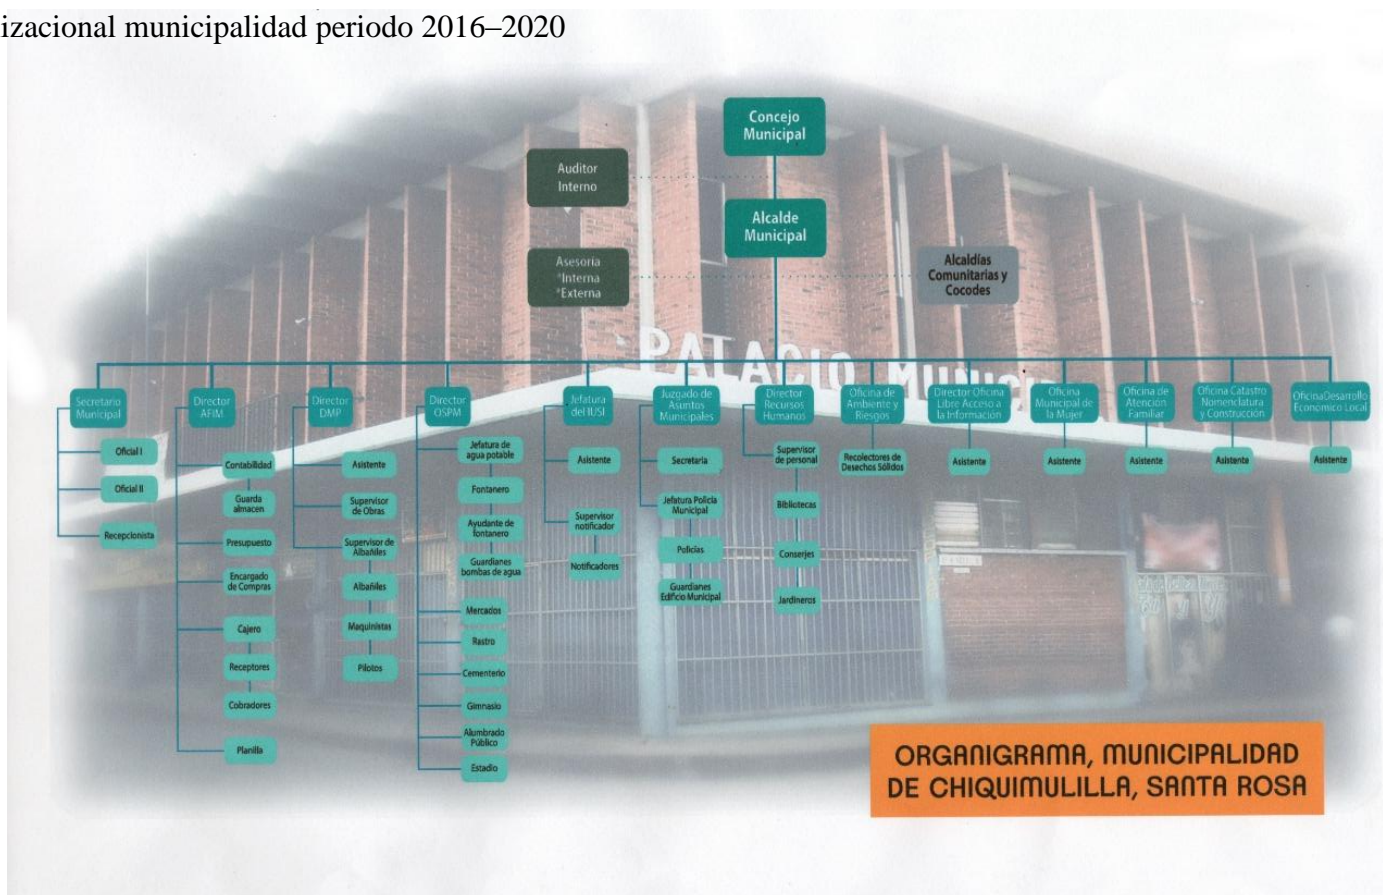 izacional municipalidad periodo 2016–2020
Concejo
Municipal
Auditor
Interno
Alcalde
Municipal
Asesoría
*Interna
*Externa
Alcaldías
Comunitarias y
Cocodes
PALACIO MUNICI
Secretario
Municipal
Oficial I
Oficial II
Recepcionista
Director
AFIM
Contabilidad
Guarda
almacen
Presupuesto
Encargado
de Compras
Cajero
Receptores
Cobradores
Planilla
Director
DMP
Asistente
Supervisor
de Obras
Supervisor de
Albañiles
Albañiles
Maquinistas
Pilotos
Director
OSPM
Jefatura de
agua potable
Fontanero
Ayudante de
fontanero
Guardianes
bombas de agua
Mercados
Rastro
Cementerio
Gimnasio
Alumbrado
Público
Estadio
Jefatura
del IUSI
Asistente
Supervisor
notificador
Notificadores
Juzgado de
Asuntos
Municipales
Secretaria
Jefatura Policía
Municipal
Policías
Guardianes
Edificio Municipal
Director
Recursos
Humanos
Supervisor
de personal
Bibliotecas
Conserjes
Jardineros
Oficina de
Ambiente y
Riesgos
Recolectores de
Desechos Sólidos
Director Oficina
Libre Acceso a
la Información
Asistente
Oficina
Municipal de
la Mujer
Asistente
Oficina de
Atención
Familiar
Asistente
Oficina Catastro
Nomenclatura
y Construcción
Asistente
OficinaDesarrollo
Económico Local
Asistente
ORGANIGRAMA, MUNICIPALIDAD
DE CHIQUIMULILLA, SANTA ROSA